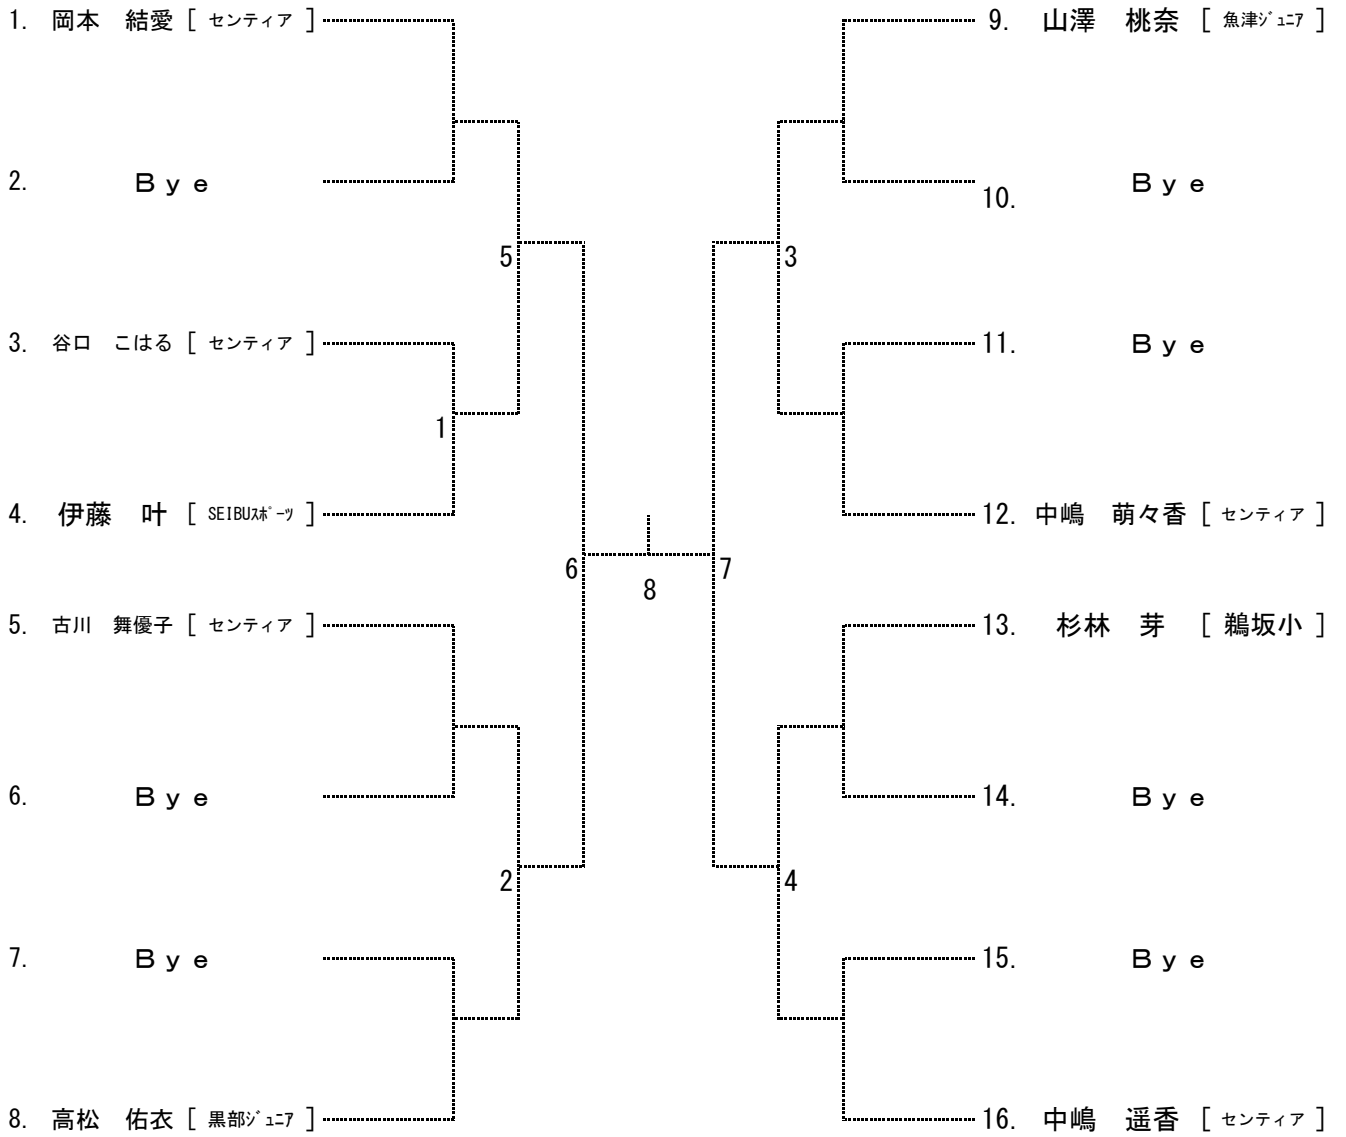 1. 岡本 結愛 [ センティア ]
2. Bye
5
3. 谷口 こはる [ センティア ]
1
4. 伊藤 叶 [ SEIBUｽﾎﾟｰﾂ ]
6
5. 古川 舞優子 [ センティア ]
6. Bye
2
7. Bye
8. 高松 佑衣 [ 黒部ｼﾞｭﾆｱ ]
8
9. 山澤 桃奈 [ 魚津ｼﾞｭﾆｱ ]
10. Bye
3
11. Bye
12. 中嶋 萌々香 [ センティア ]
7
13. 杉林 芽 [ 鵜坂小 ]
14. Bye
4
15. Bye
16. 中嶋 遥香 [ センティア ]